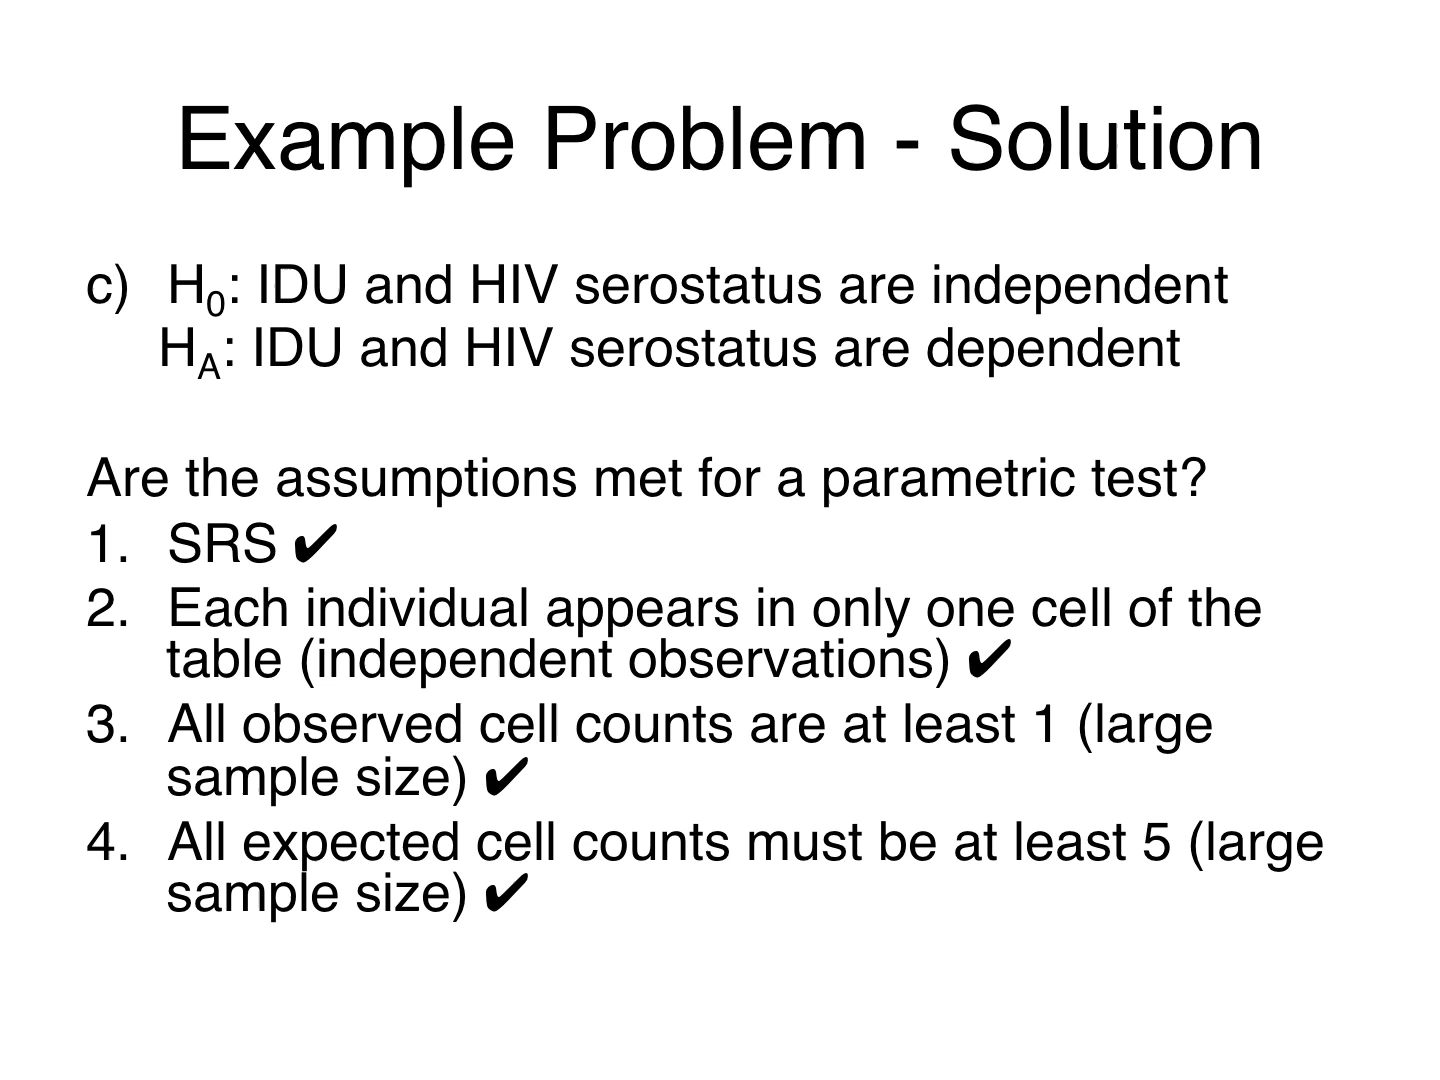 Example Problem - Solution
c) H₀: IDU and HIV serostatus are independent
H_A: IDU and HIV serostatus are dependent
Are the assumptions met for a parametric test?
1. SRS ✔
2. Each individual appears in only one cell of the
table (independent observations) ✔
3. All observed cell counts are at least 1 (large
sample size) ✔
4. All expected cell counts must be at least 5 (large
sample size) ✔